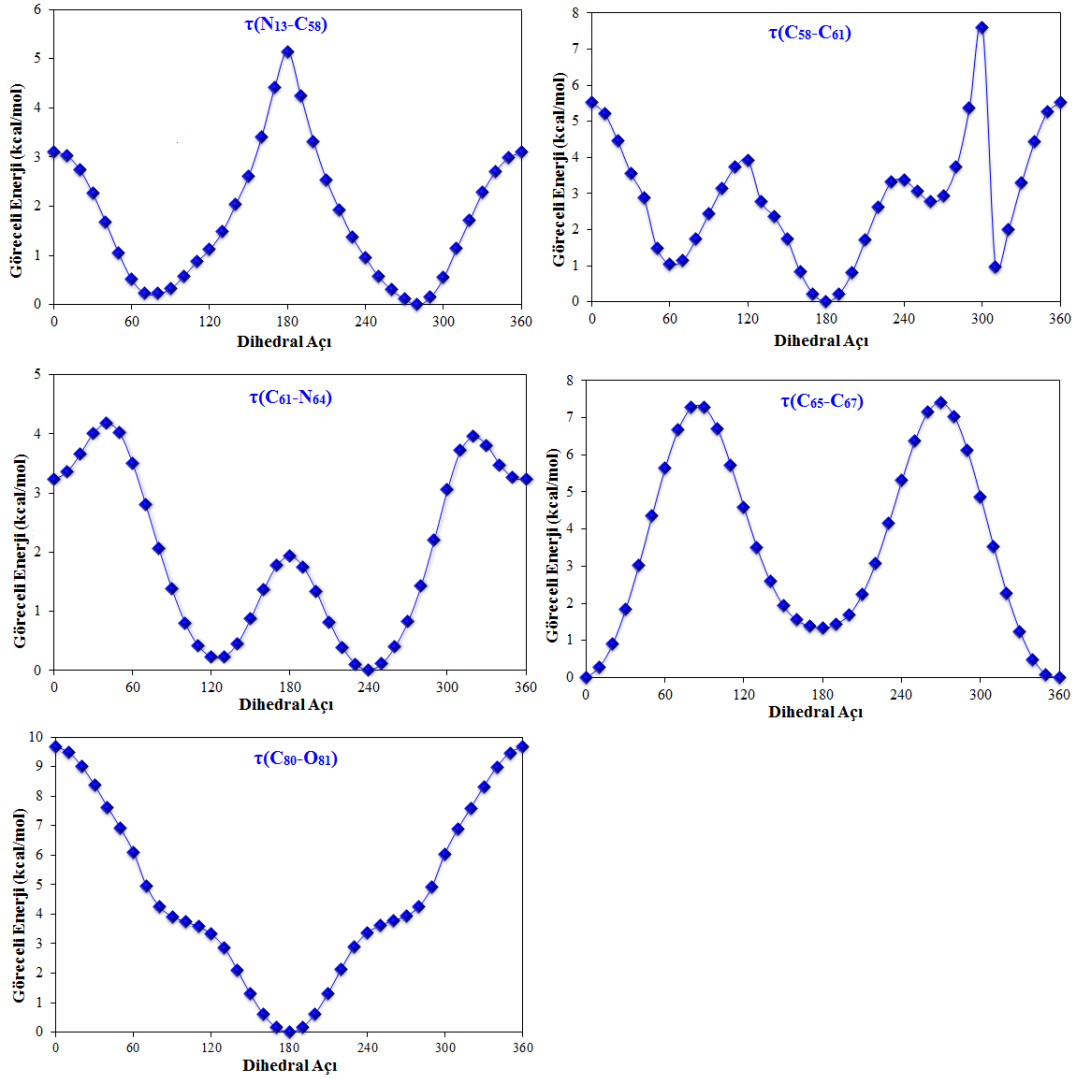 τ(N13-C58)
Göreceli Enerji (kcal/mol)
6
5
4
3
2
1
0
0 60 120 180 240 300 360
Dihedral Açı
τ(C58-C61)
Göreceli Enerji (kcal/mol)
8
7
6
5
4
3
2
1
0
0 60 120 180 240 300 360
Dihedral Açı
τ(C61-N64)
Göreceli Enerji (kcal/mol)
5
4
3
2
1
0
0 60 120 180 240 300 360
Dihedral Açı
τ(C65-C67)
Göreceli Enerji (kcal/mol)
8
7
6
5
4
3
2
1
0
0 60 120 180 240 300 360
Dihedral Açı
τ(C80-O81)
Göreceli Enerji (kcal/mol)
10
9
8
7
6
5
4
3
2
1
0
0 60 120 180 240 300 360
Dihedral Açı